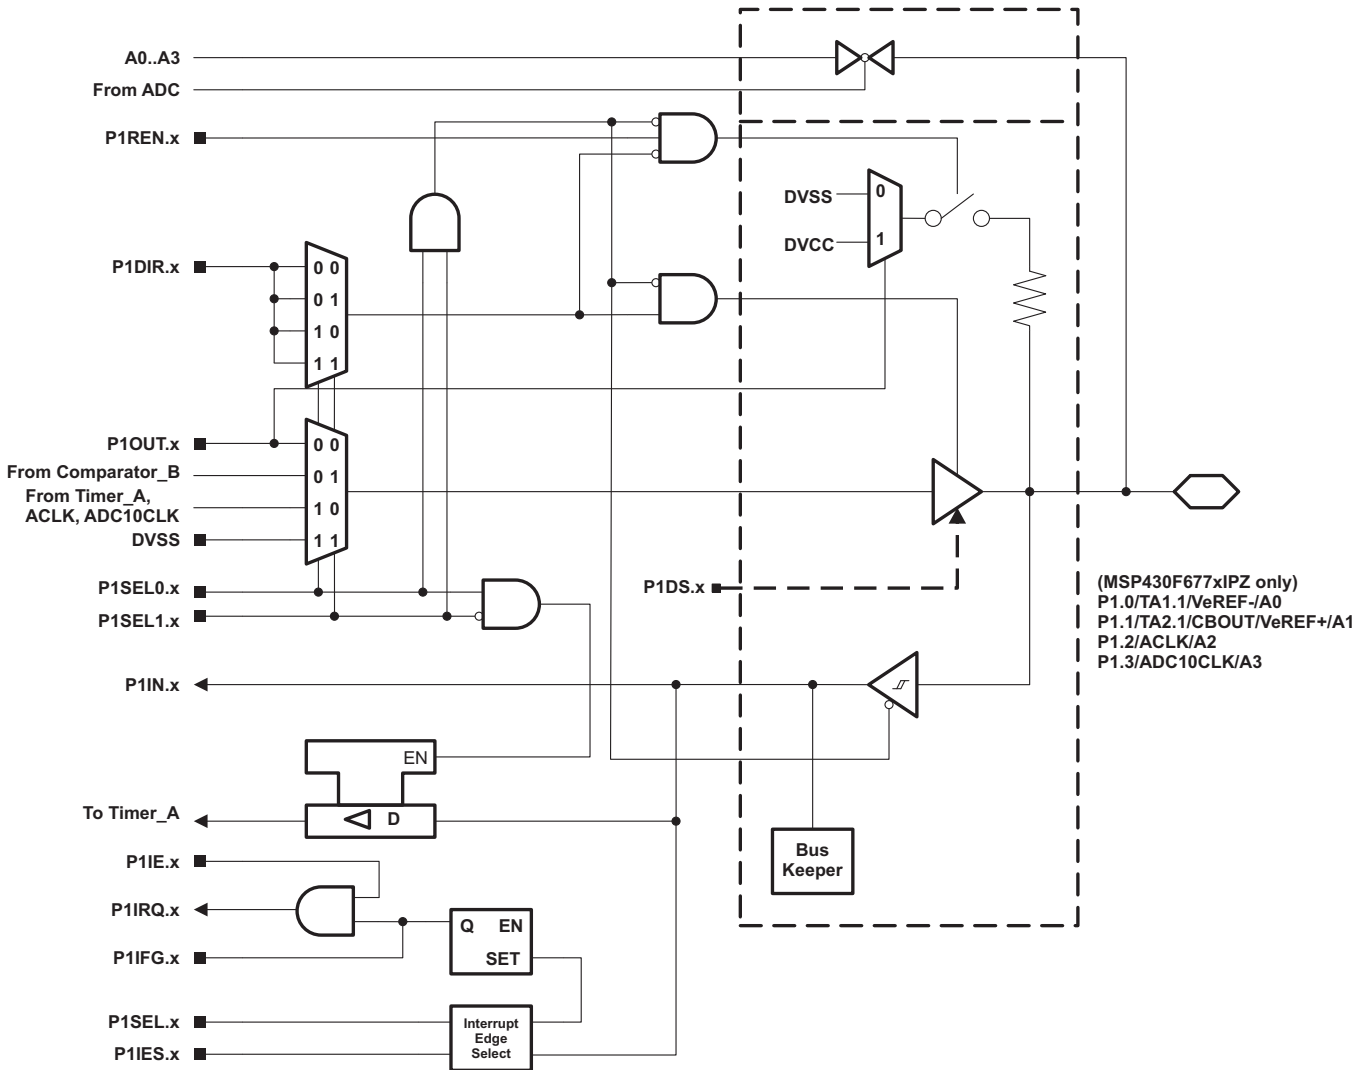 A0..A3
From ADC
P1REN.x
DVSS
0
DVCC
1
P1DIR.x
0 0
0 1
1 0
1 1
P1OUT.x
0 0
From Comparator_B
0 1
From Timer_A,
ACLK, ADC10CLK
1 0
DVSS
1 1
P1SEL0.x
P1SEL1.x
P1DS.x
(MSP430F677xIPZ only)
P1.0/TA1.1/VeREF-/A0
P1.1/TA2.1/CBOUT/VeREF+/A1
P1.2/ACLK/A2
P1.3/ADC10CLK/A3
P1IN.x
EN
To Timer_A
D
Bus
Keeper
P1IE.x
P1IRQ.x
Q EN
SET
P1IFG.x
P1SEL.x
P1IES.x
Interrupt
Edge
Select